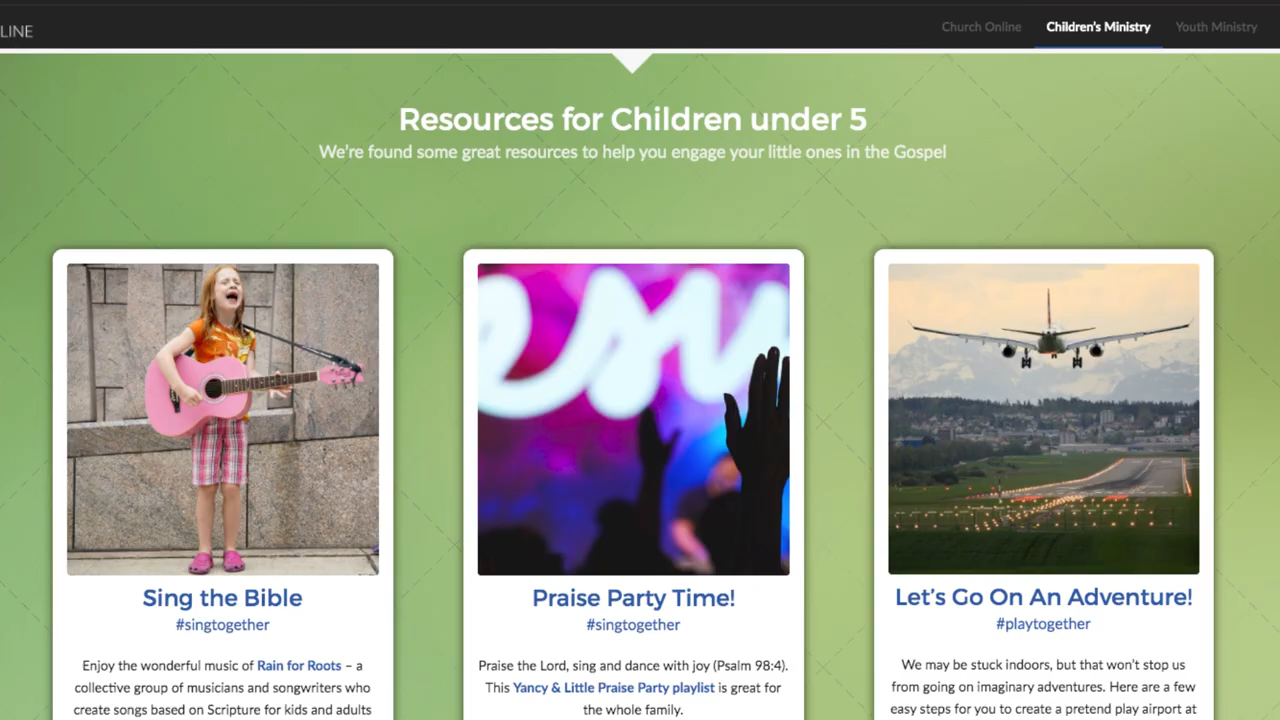 LINE
Church Online
Children's Ministry
Youth Ministry
Resources for Children under 5
We're found some great resources to help you engage your little ones in the Gospel
Sing the Bible
#singtogether
Enjoy the wonderful music of Rain for Roots – a
collective group of musicians and songwriters who
create songs based on Scripture for kids and adults
Praise Party Time!
#singtogether
Praise the Lord, sing and dance with joy (Psalm 98:4).
This Yancy & Little Praise Party playlist is great for
the whole family.
Let's Go On An Adventure!
#playtogether
We may be stuck indoors, but that won't stop us
from going on imaginary adventures. Here are a few
easy steps for you to create a pretend play airport at